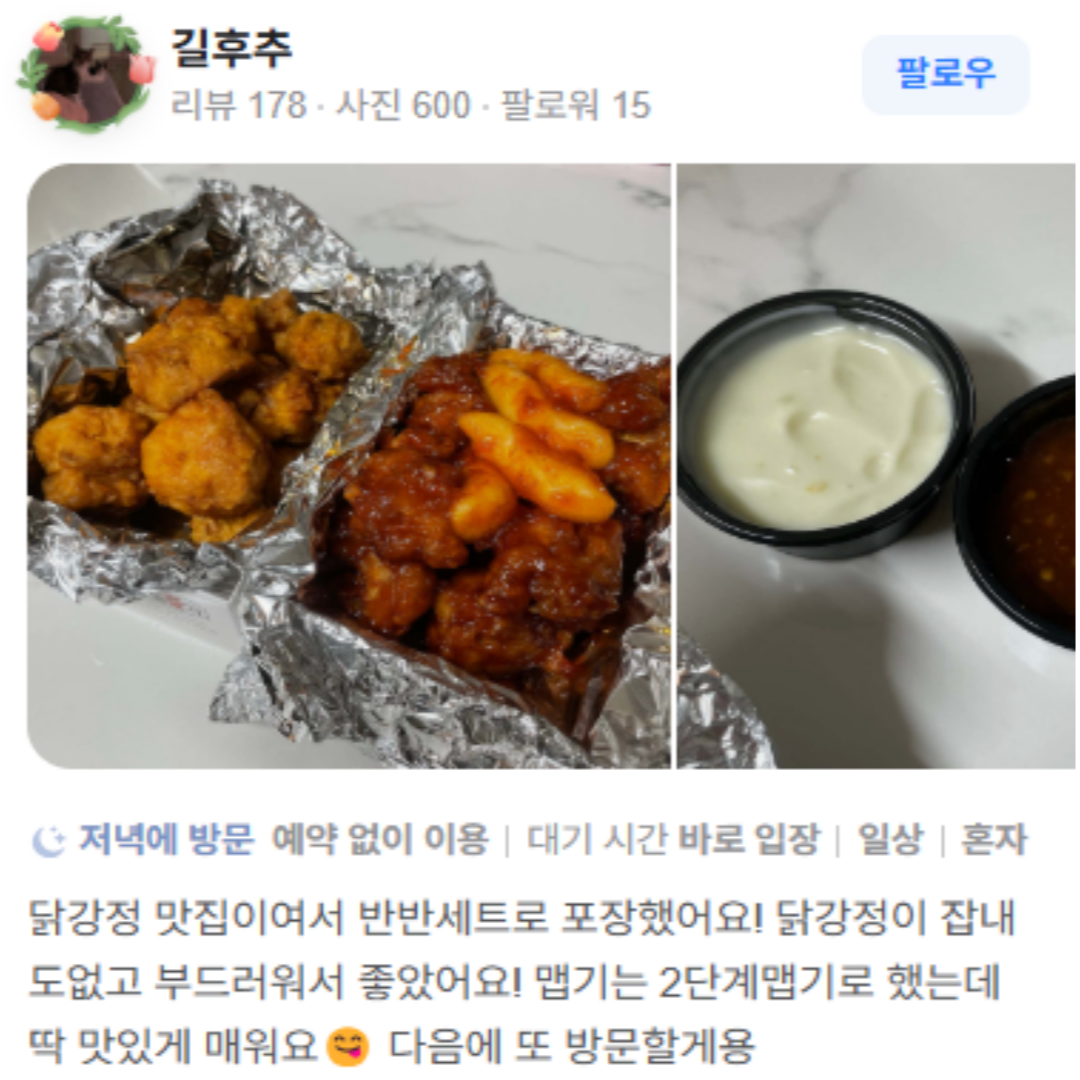 길후추
팔로우
리뷰 178 · 사진 600 · 팔로워 15
저녁에 방문 예약 없이 이용 | 대기 시간 바로 입장 | 일상 | 혼자
닭강정 맛집이여서 반반세트로 포장했어요! 닭강정이 잡내
도없고 부드러워서 좋았어요! 맵기는 2단계맵기로 했는데
딱 맛있게 매워요😋 다음에 또 방문할게용